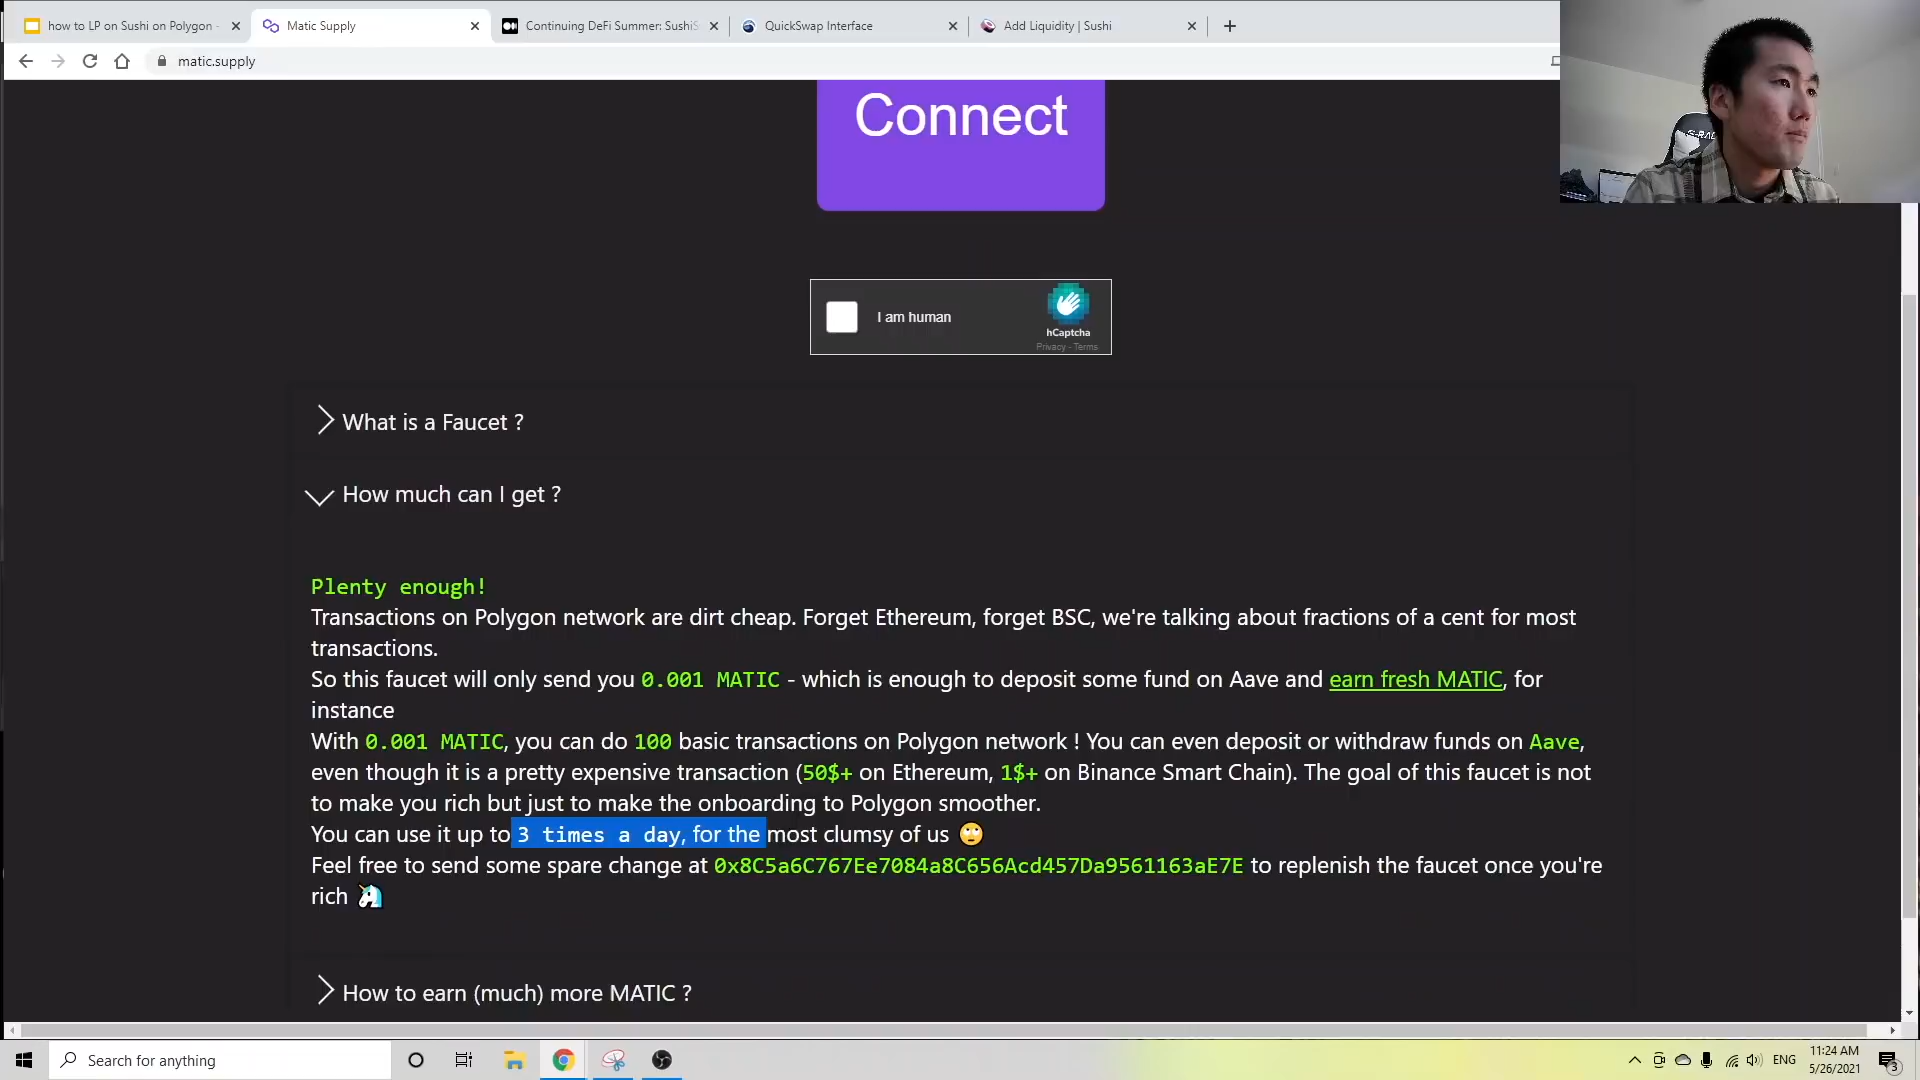 how to LP on Sushi on Polygon -
Matic Supply
Continuing DeFi Summer: SushiS
QuickSwap Interface
Add Liquidity | Sushi
matic.supply
Connect
I am human
hCaptcha
Privacy - Terms
What is a Faucet ?
How much can I get ?
Plenty enough!
Transactions on Polygon network are dirt cheap. Forget Ethereum, forget BSC, we're talking about fractions of a cent for most
transactions.
So this faucet will only send you 0.001 MATIC - which is enough to deposit some fund on Aave and earn fresh MATIC, for
instance
With 0.001 MATIC, you can do 100 basic transactions on Polygon network ! You can even deposit or withdraw funds on Aave,
even though it is a pretty expensive transaction (50$+ on Ethereum, 1$+ on Binance Smart Chain). The goal of this faucet is not
to make you rich but just to make the onboarding to Polygon smoother.
You can use it up to 3 times a day, for the most clumsy of us 🙄
Feel free to send some spare change at 0x8C5a6C767Ee7084a8C656Acd457Da9561163aE7E to replenish the faucet once you're
rich 🦄
How to earn (much) more MATIC ?
Search for anything
ENG
11:24 AM
5/26/2021
3